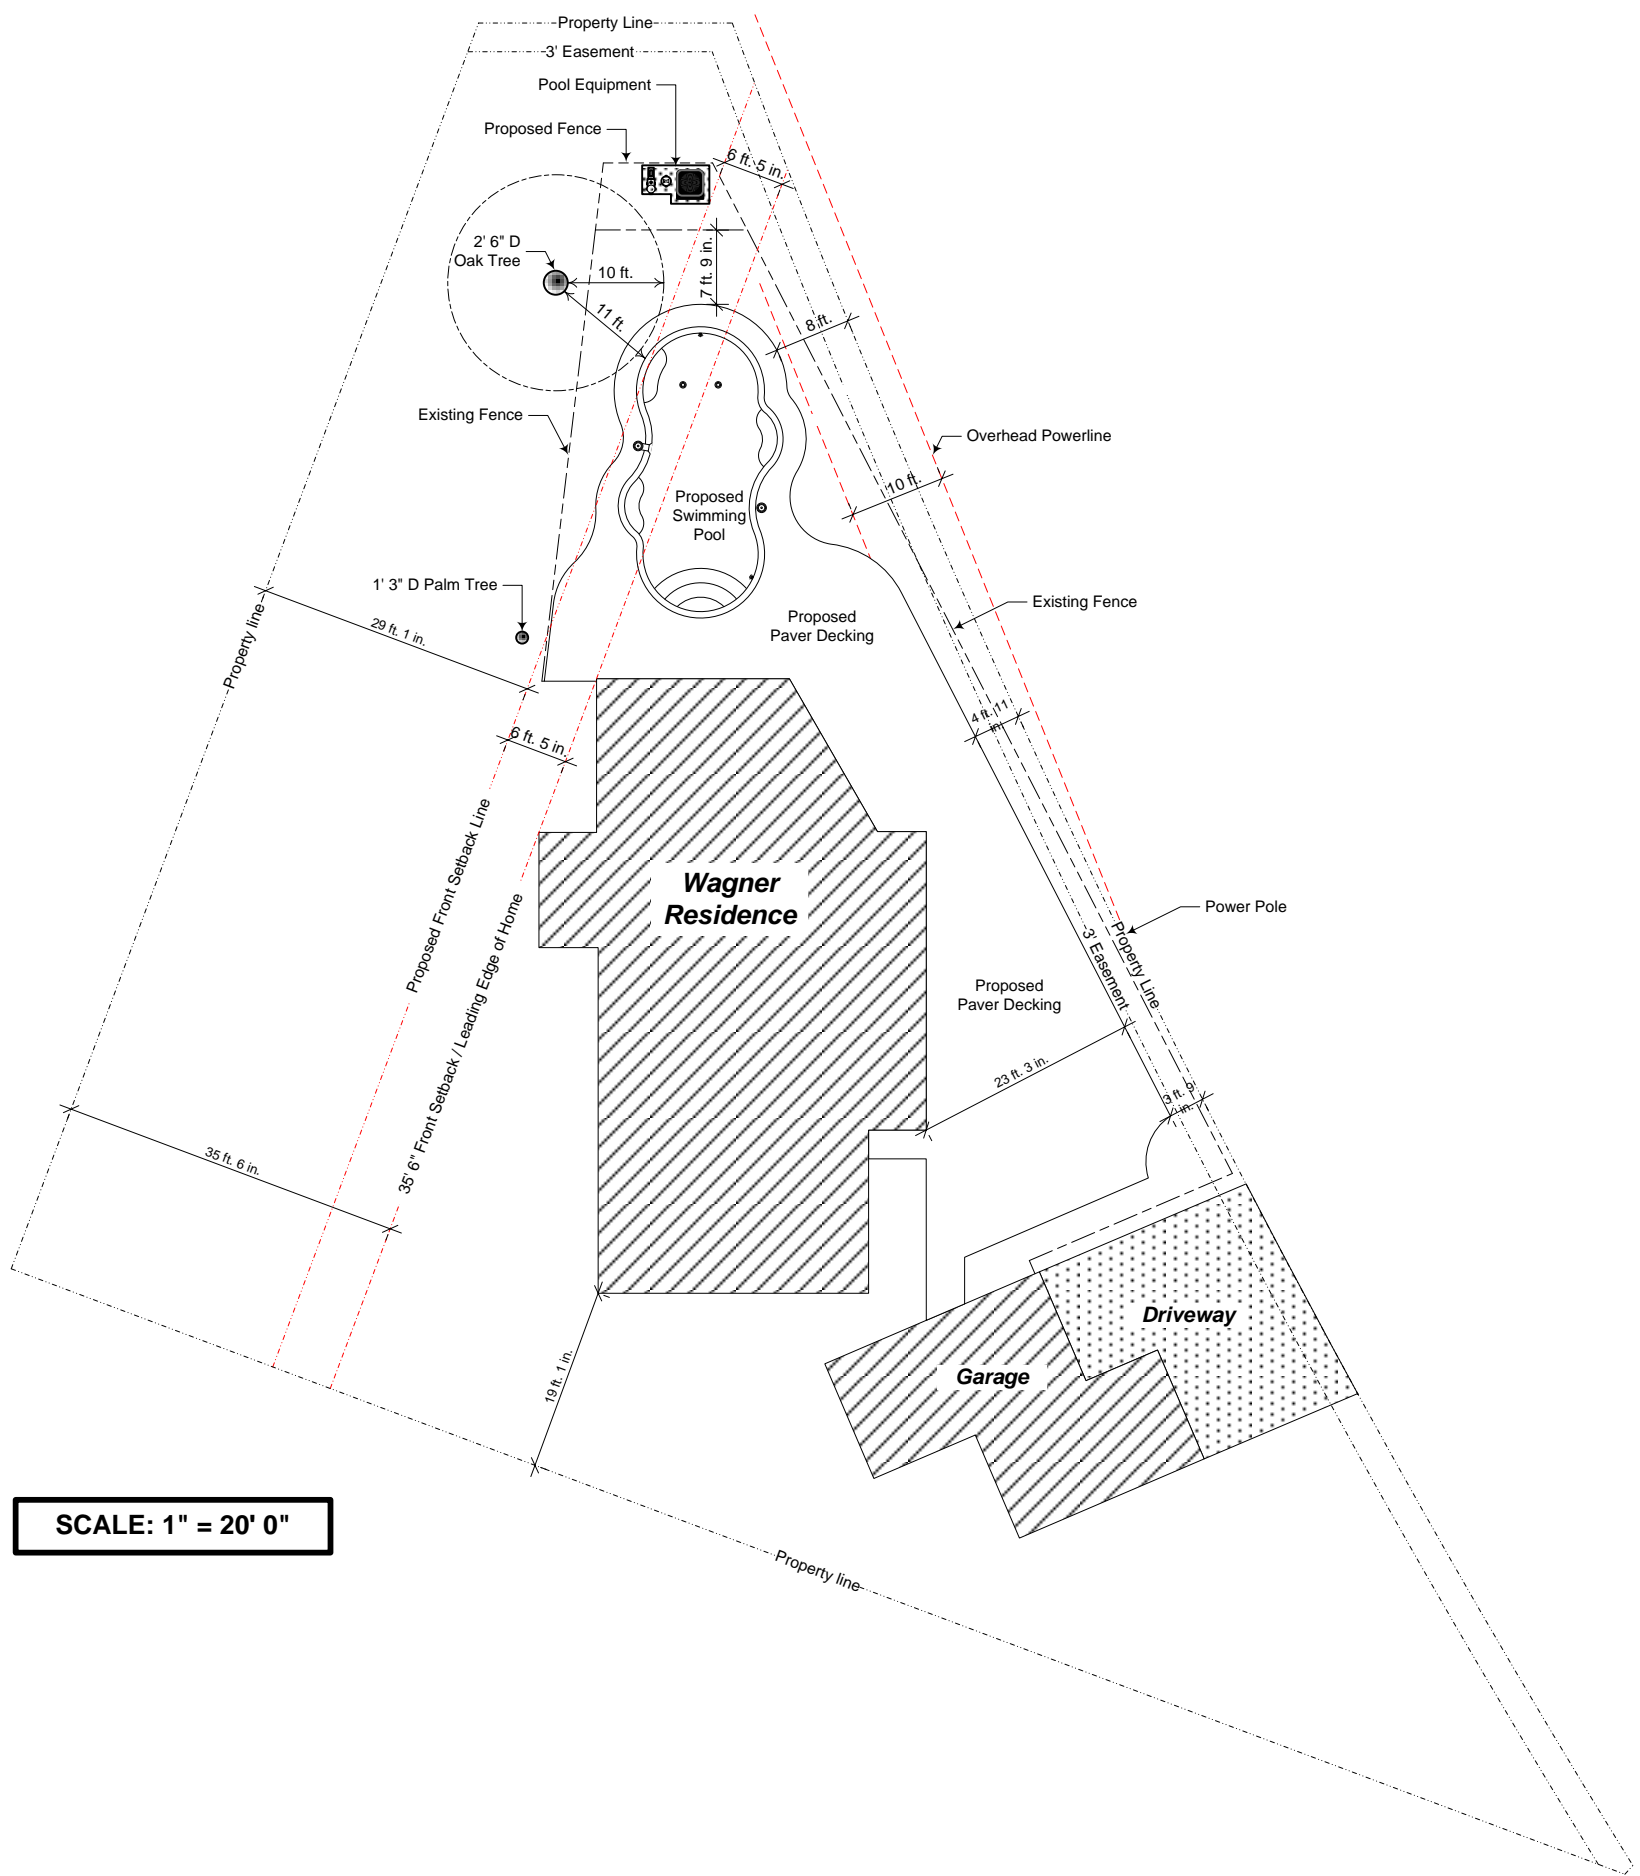 Property Line
3' Easement
Pool Equipment
Proposed Fence
6 ft. 5 in.
2' 6" D
Oak Tree
10 ft.
7 ft. 9 in.
11 ft.
8 ft.
Existing Fence
Overhead Powerline
10 ft.
Proposed
Swimming
Pool
1' 3" D Palm Tree
Existing Fence
Property line
29 ft. 1 in.
Proposed
Paver Decking
4 ft. 11
in.
6 ft. 5 in.
Proposed Front Setback Line
35' 6" Front Setback / Leading Edge of Home
Wagner
Residence
Power Pole
3' Easement
Property Line
Proposed
Paver Decking
23 ft. 3 in.
3 ft. 9
in.
35 ft. 6 in.
Driveway
Garage
19 ft. 1 in.
SCALE: 1" = 20' 0"
Property line